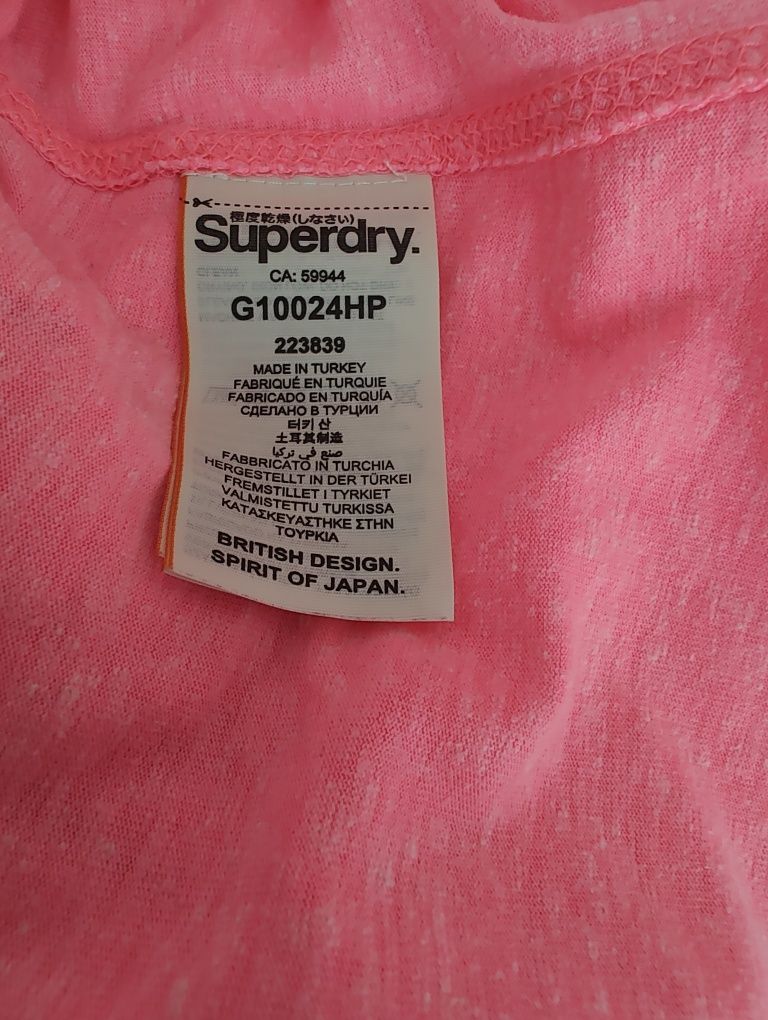 極度乾燥(しなさい)
Superdry.
CA: 59944
G10024HP
223839
MADE IN TURKEY
FABRIQUÉ EN TURQUIE
FABRICADO EN TURQUÍA
СДЕЛАНО В ТУРЦИИ
터키 산
土耳其制造
صنع في تركيا
FABBRICATO IN TURCHIA
HERGESTELLT IN DER TÜRKEI
FREMSTILLET I TYRKIET
VALMISTETTU TURKISSA
ΚΑΤΑΣΚΕΥΑΣΤΗΚΕ ΣΤΗΝ
ΤΟΥΡΚΙΑ
BRITISH DESIGN.
SPIRIT OF JAPAN.